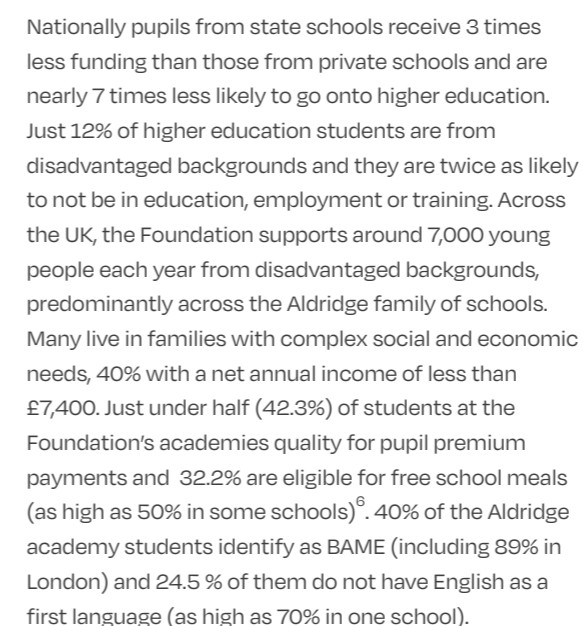 Nationally pupils from state schools receive 3 times
less funding than those from private schools and are
nearly 7 times less likely to go onto higher education.
Just 12% of higher education students are from
disadvantaged backgrounds and they are twice as likely
to not be in education, employment or training. Across
the UK, the Foundation supports around 7,000 young
people each year from disadvantaged backgrounds,
predominantly across the Aldridge family of schools.
Many live in families with complex social and economic
needs, 40% with a net annual income of less than
£7,400. Just under half (42.3%) of students at the
Foundation's academies quality for pupil premium
payments and  32.2% are eligible for free school meals
(as high as 50% in some schools)⁶. 40% of the Aldridge
academy students identify as BAME (including 89% in
London) and 24.5 % of them do not have English as a
first language (as high as 70% in one school).